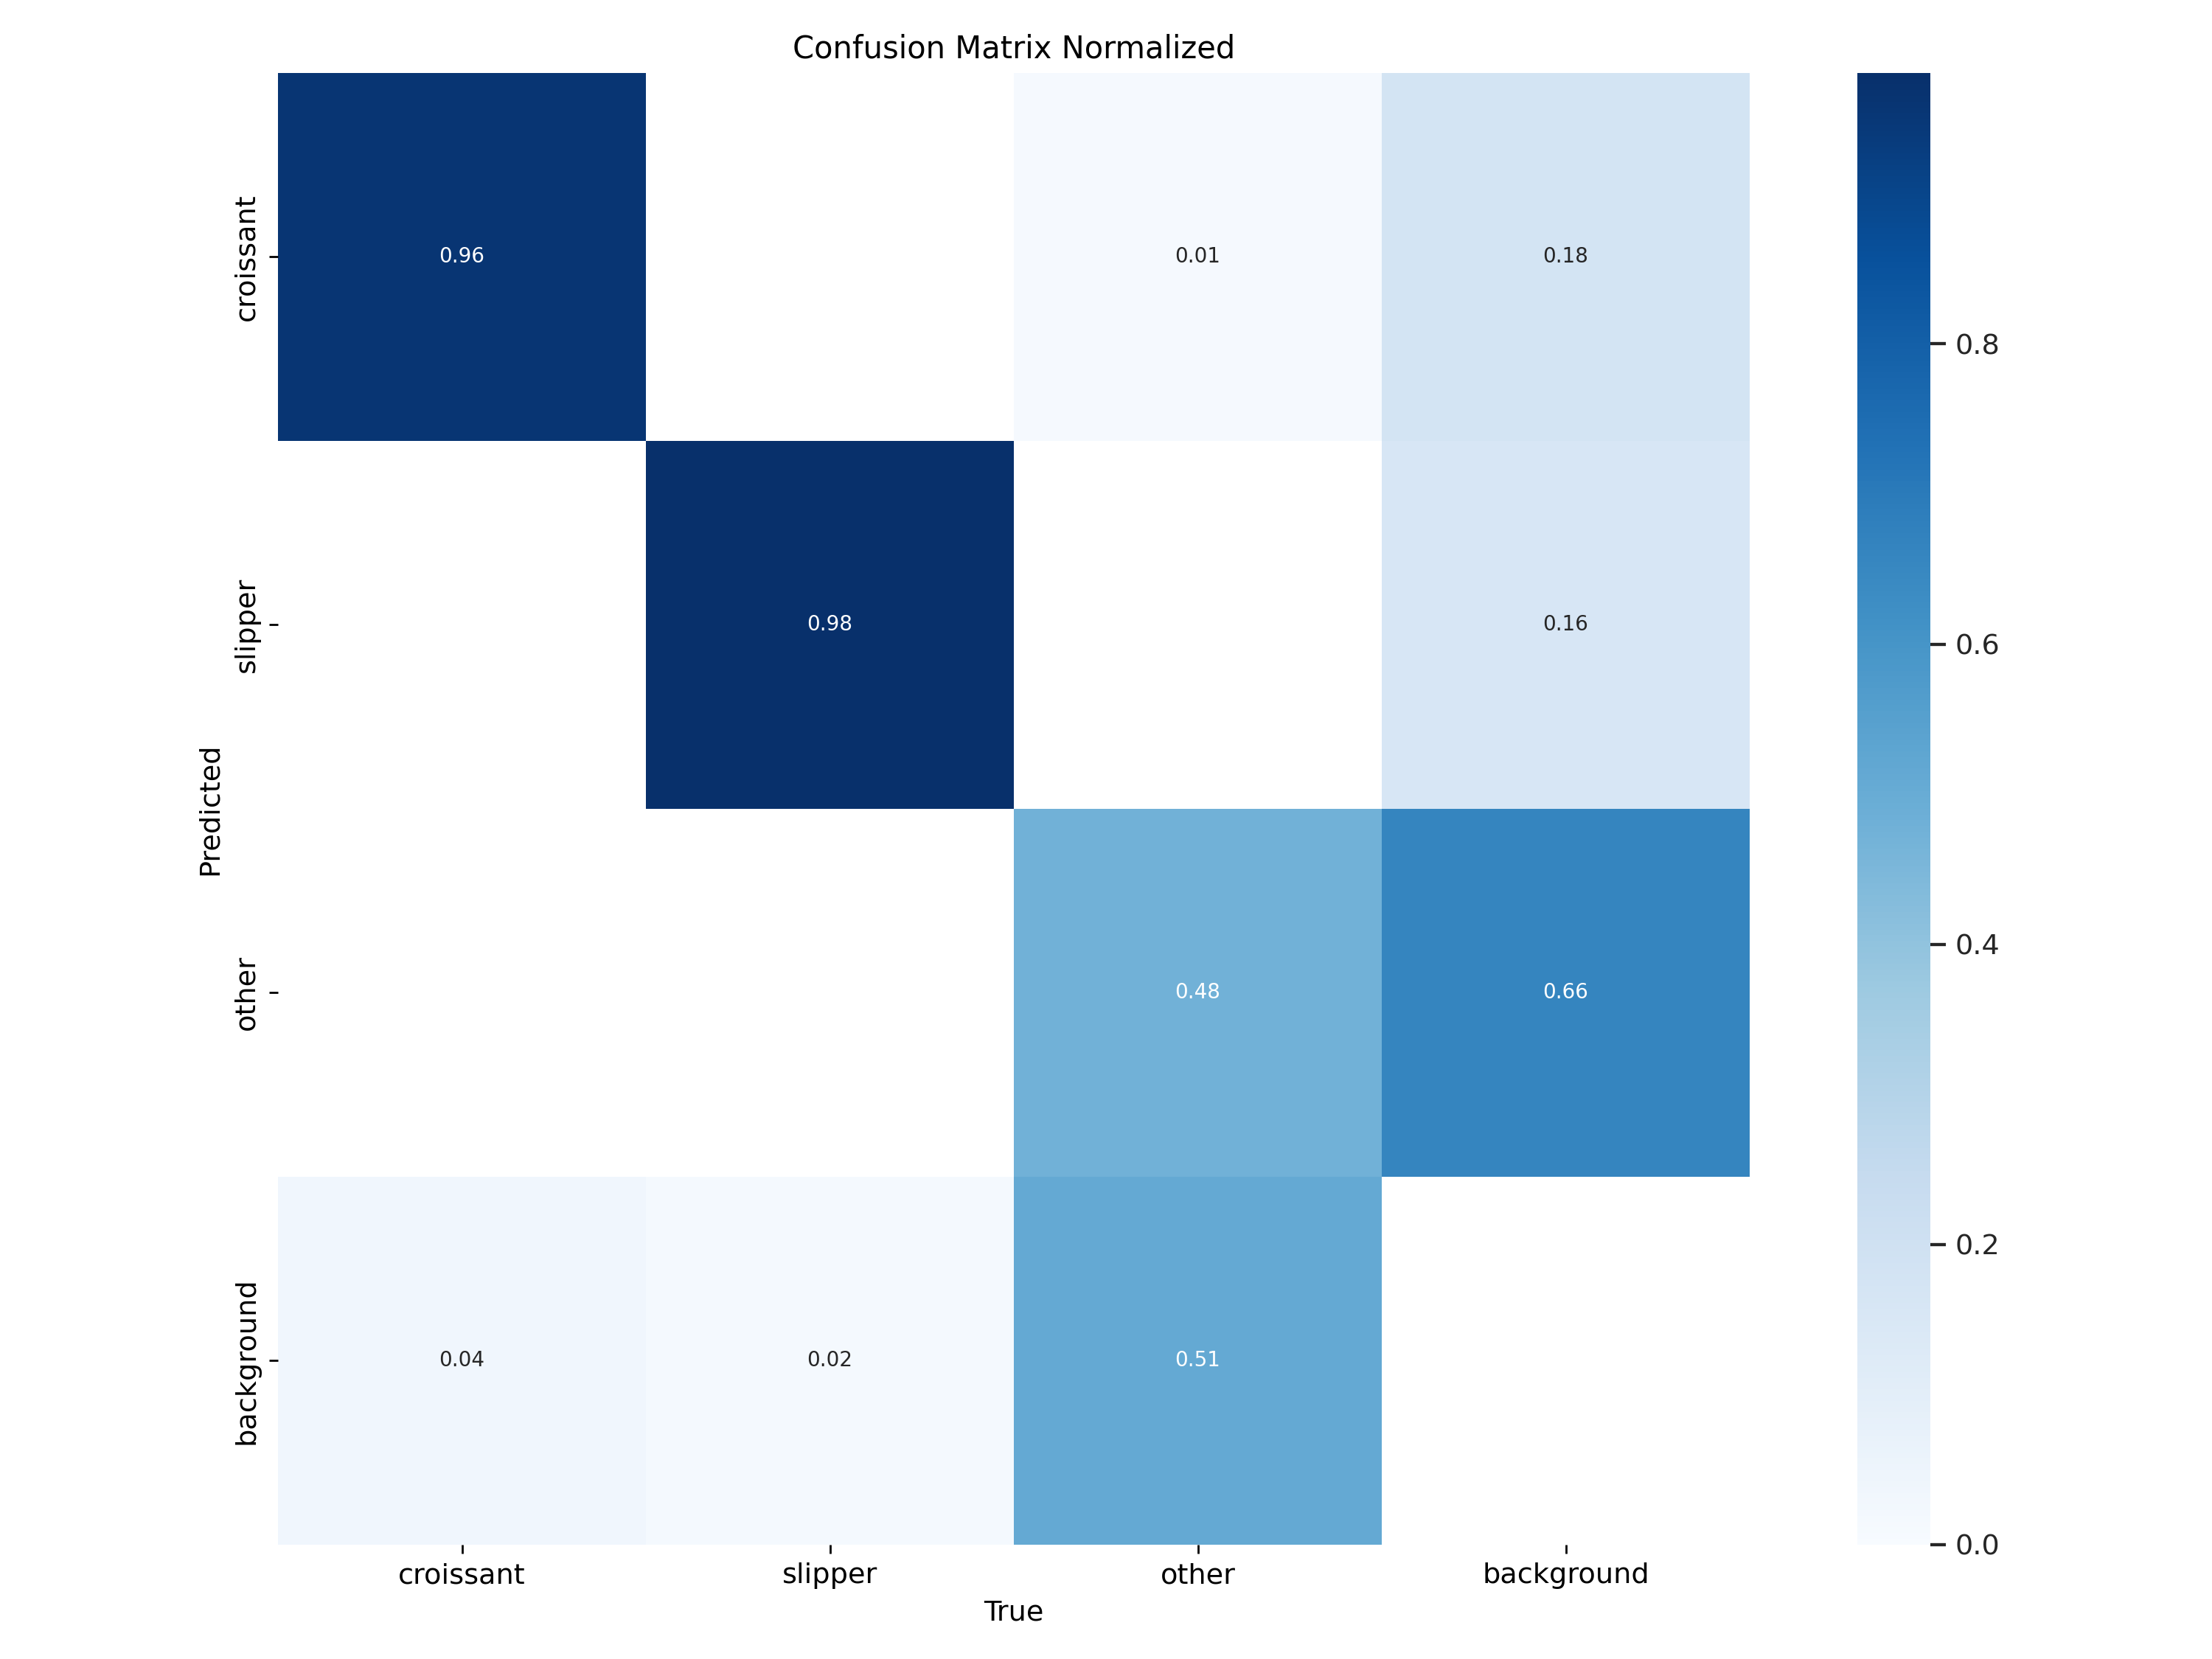 Confusion Matrix Normalized
croissant
0.96
0.01
0.18
slipper
0.98
0.16
other
0.48
0.66
background
0.04
0.02
0.51
Predicted
croissant
slipper
other
background
True
0.8
0.6
0.4
0.2
0.0